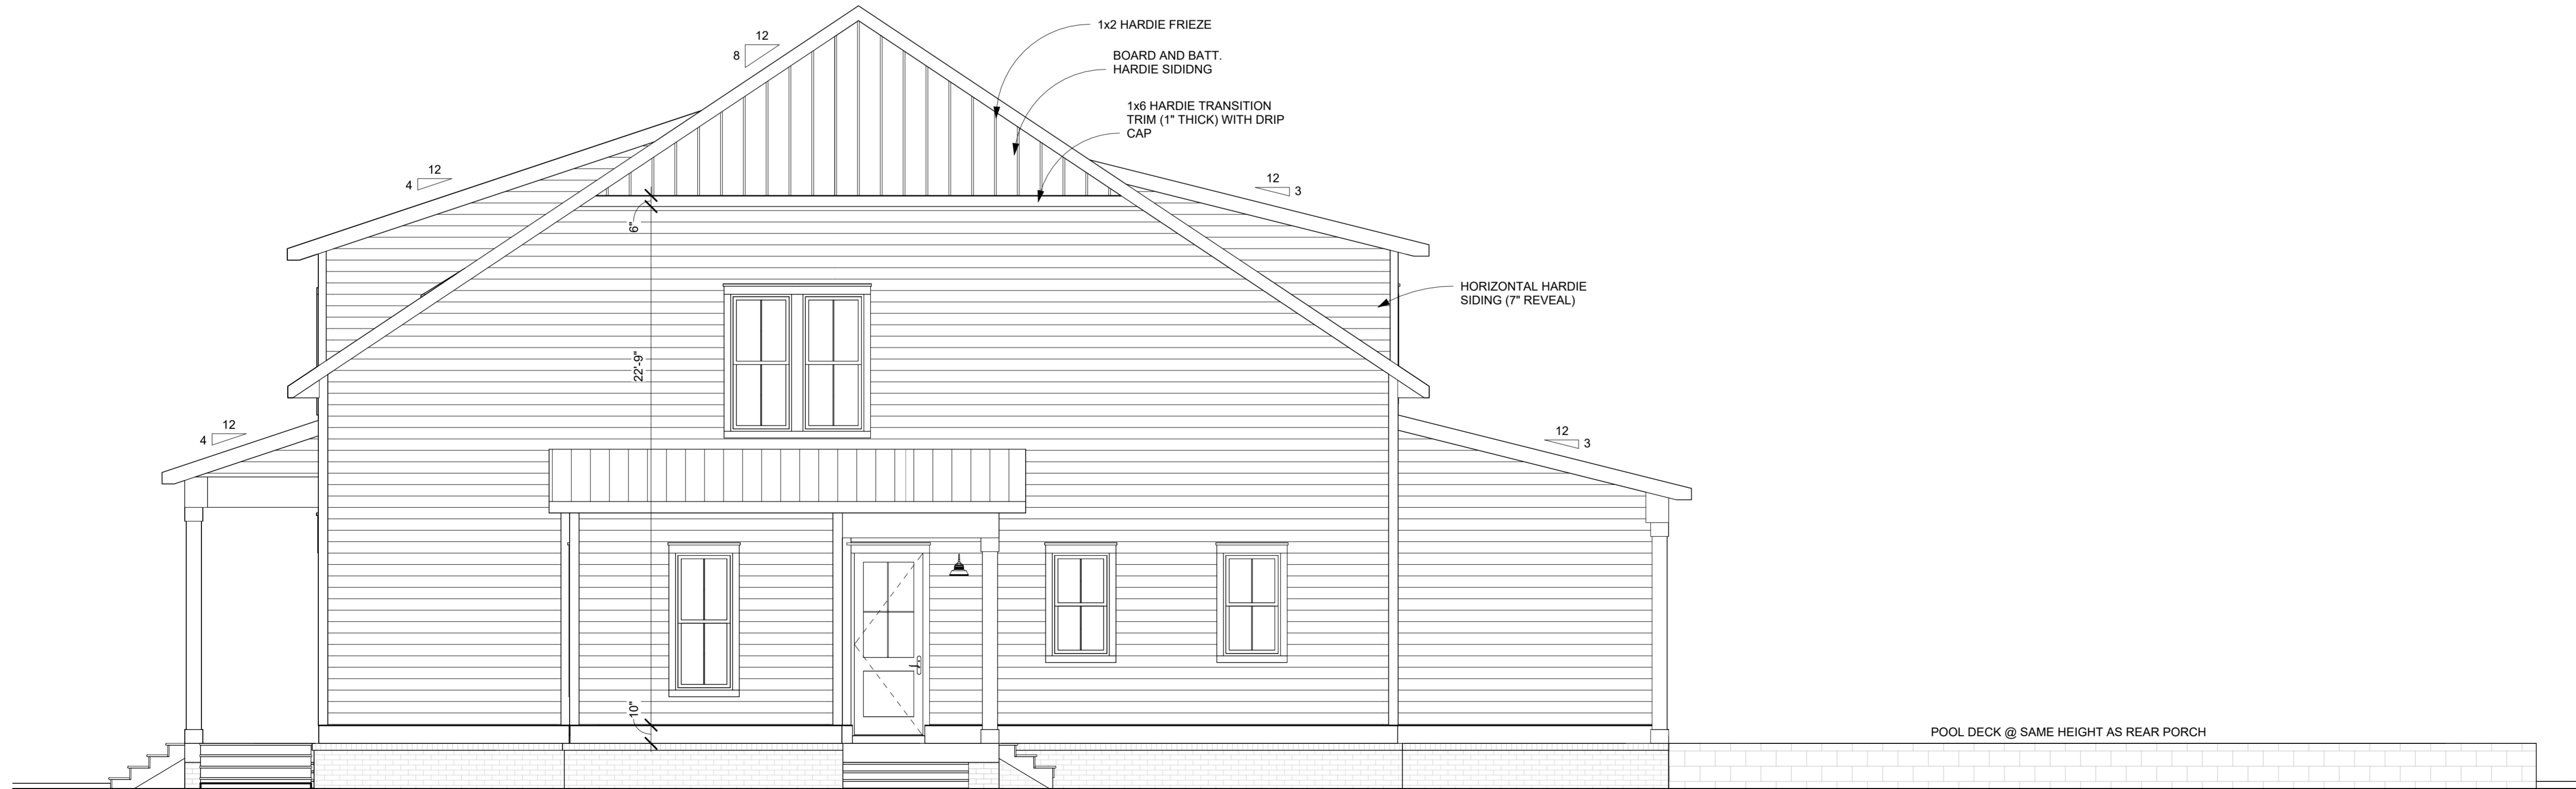 1x2 HARDIE FRIEZE
12
8
BOARD AND BATT.
HARDIE SIDIDNG
1x6 HARDIE TRANSITION
TRIM (1" THICK) WITH DRIP
CAP
12
4
12
3
6"
HORIZONTAL HARDIE
SIDING (7" REVEAL)
22'-9"
12
4
12
3
10"
POOL DECK @ SAME HEIGHT AS REAR PORCH